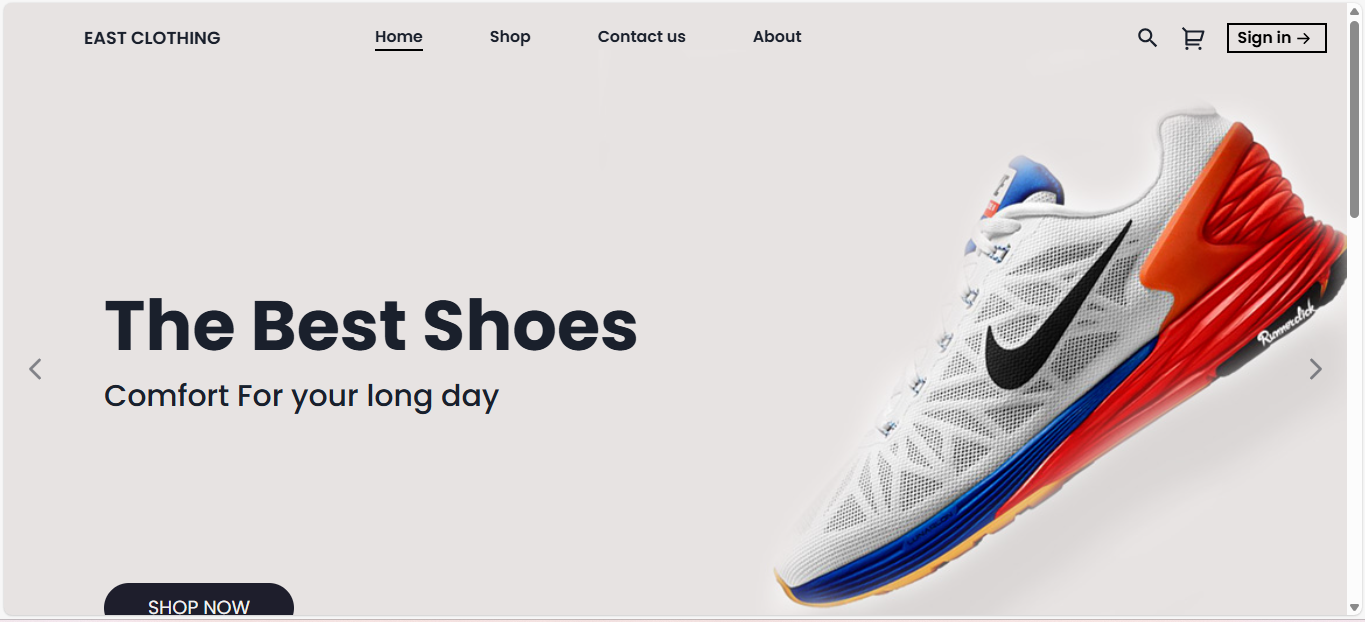 EAST CLOTHING
Home
Shop
Contact us
About
Sign in →
The Best Shoes
Comfort For your long day
SHOP NOW